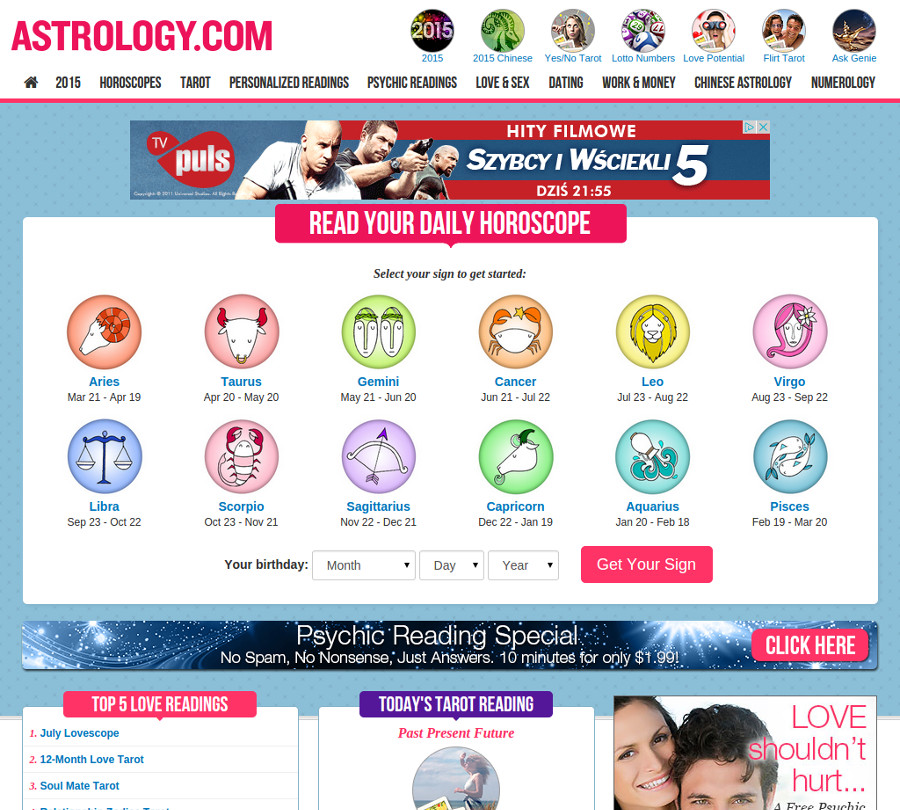 ASTROLOGY.COM
2015
2015
2015 Chinese
Yes/No Tarot
Lotto Numbers
Love Potential
Flirt Tarot
Ask Genie
2015 HOROSCOPES TAROT PERSONALIZED READINGS PSYCHIC READINGS LOVE & SEX DATING WORK & MONEY CHINESE ASTROLOGY NUMEROLOGY
TV
puls
HITY FILMOWE
SZYBCY I WŚCIEKLI 5
DZIŚ 21:55
Copyright © 2011 Universal Studios. All Rights
READ YOUR DAILY HOROSCOPE
Select your sign to get started:
Aries Taurus Gemini Cancer Leo Virgo
Mar 21 - Apr 19 Apr 20 - May 20 May 21 - Jun 20 Jun 21 - Jul 22 Jul 23 - Aug 22 Aug 23 - Sep 22
Libra Scorpio Sagittarius Capricorn Aquarius Pisces
Sep 23 - Oct 22 Oct 23 - Nov 21 Nov 22 - Dec 21 Dec 22 - Jan 19 Jan 20 - Feb 18 Feb 19 - Mar 20
Your birthday: Month Day Year Get Your Sign
Psychic Reading Special
No Spam, No Nonsense, Just Answers. 10 minutes for only $1.99!
CLICK HERE
TOP 5 LOVE READINGS
1. July Lovescope
2. 12-Month Love Tarot
3. Soul Mate Tarot
TODAY'S TAROT READING
Past Present Future
LOVE
shouldn't
hurt...
A Free Psychic